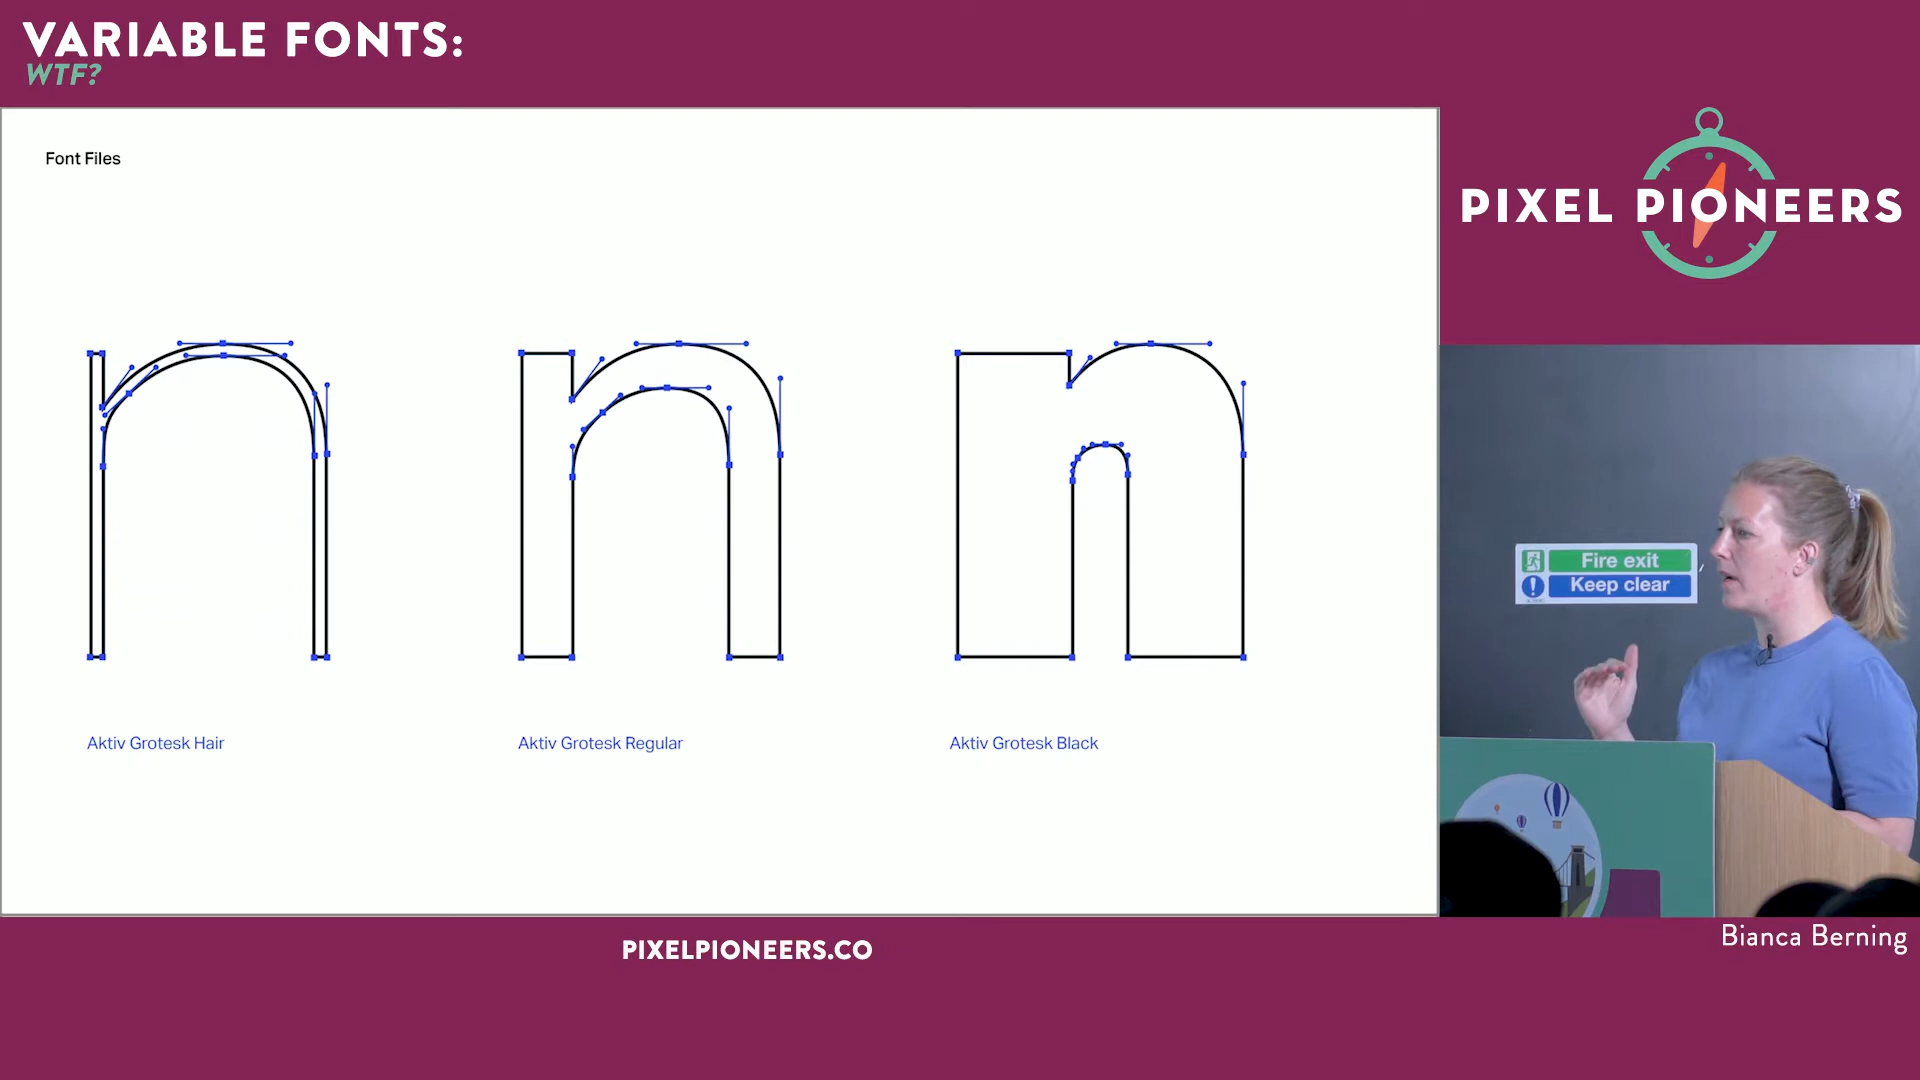 VARIABLE FONTS:
WTF?
Font Files
Aktiv Grotesk Hair
Aktiv Grotesk Regular
Aktiv Grotesk Black
PIXEL PIONEERS
Fire exit
Keep clear
Bianca Berning
PIXELPIONEERS.CO